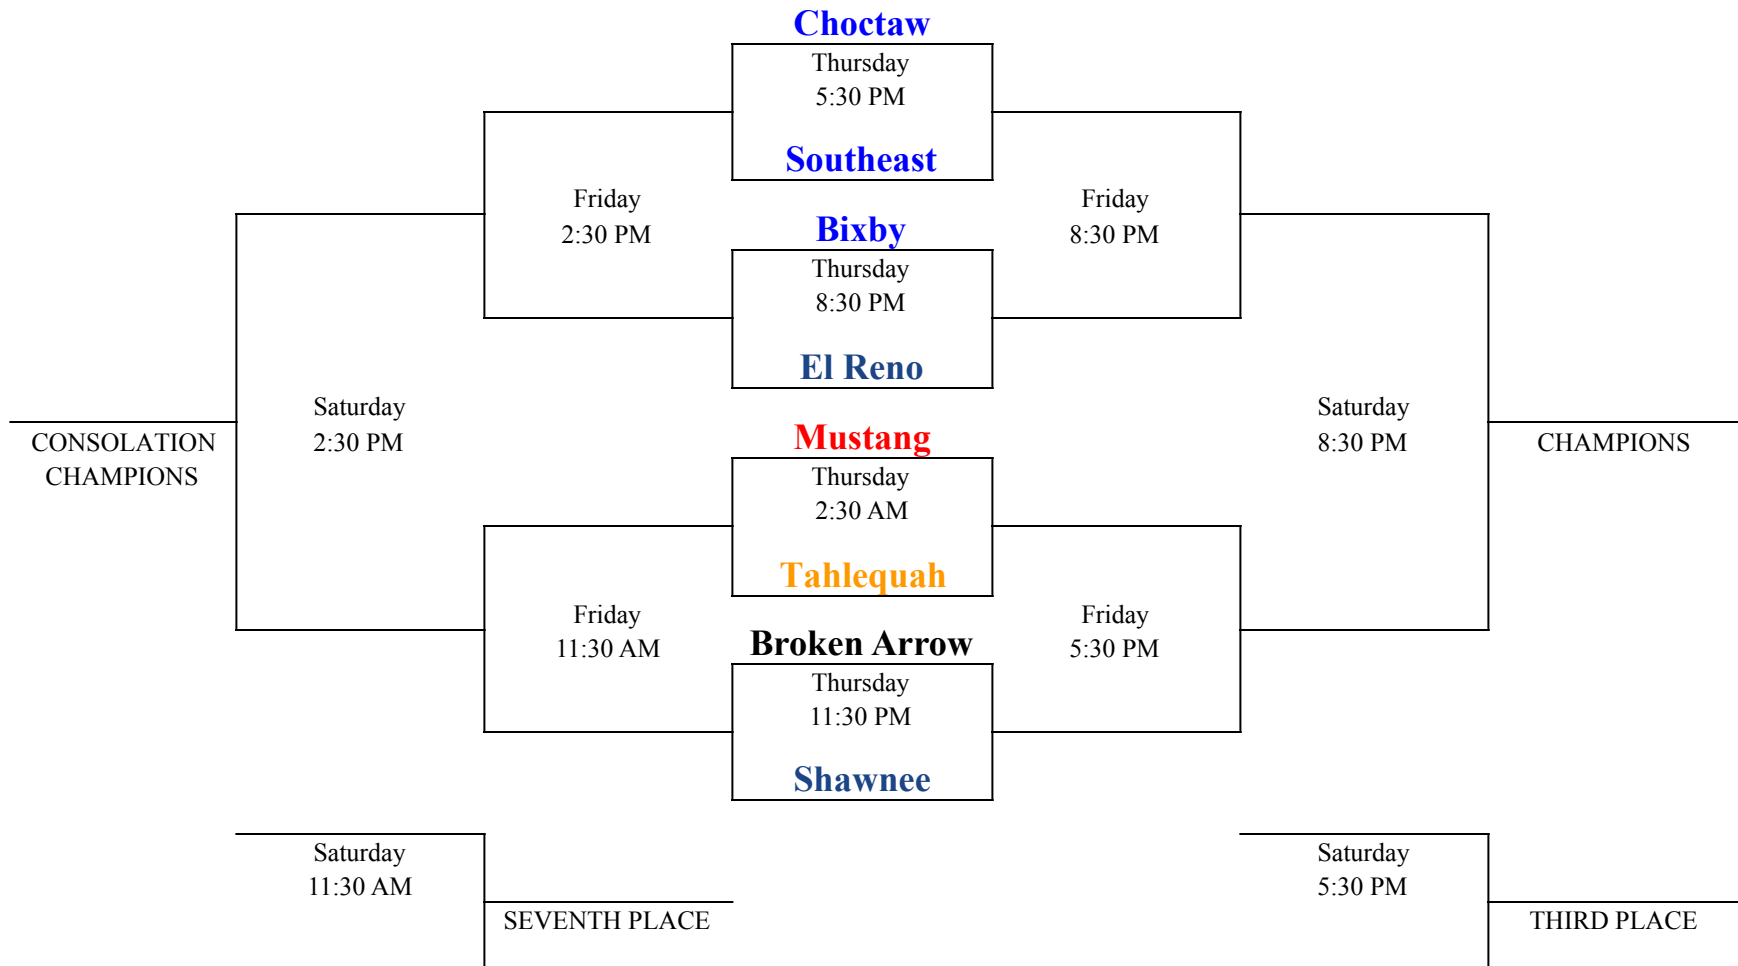 Choctaw
Thursday
5:30 PM
Southeast
Friday
2:30 PM
Friday
8:30 PM
Bixby
Thursday
8:30 PM
El Reno
Saturday
2:30 PM
Saturday
8:30 PM
CONSOLATION
CHAMPIONS
CHAMPIONS
Mustang
Thursday
2:30 AM
Tahlequah
Friday
11:30 AM
Friday
5:30 PM
Broken Arrow
Thursday
11:30 PM
Shawnee
Saturday
11:30 AM
SEVENTH PLACE
Saturday
5:30 PM
THIRD PLACE